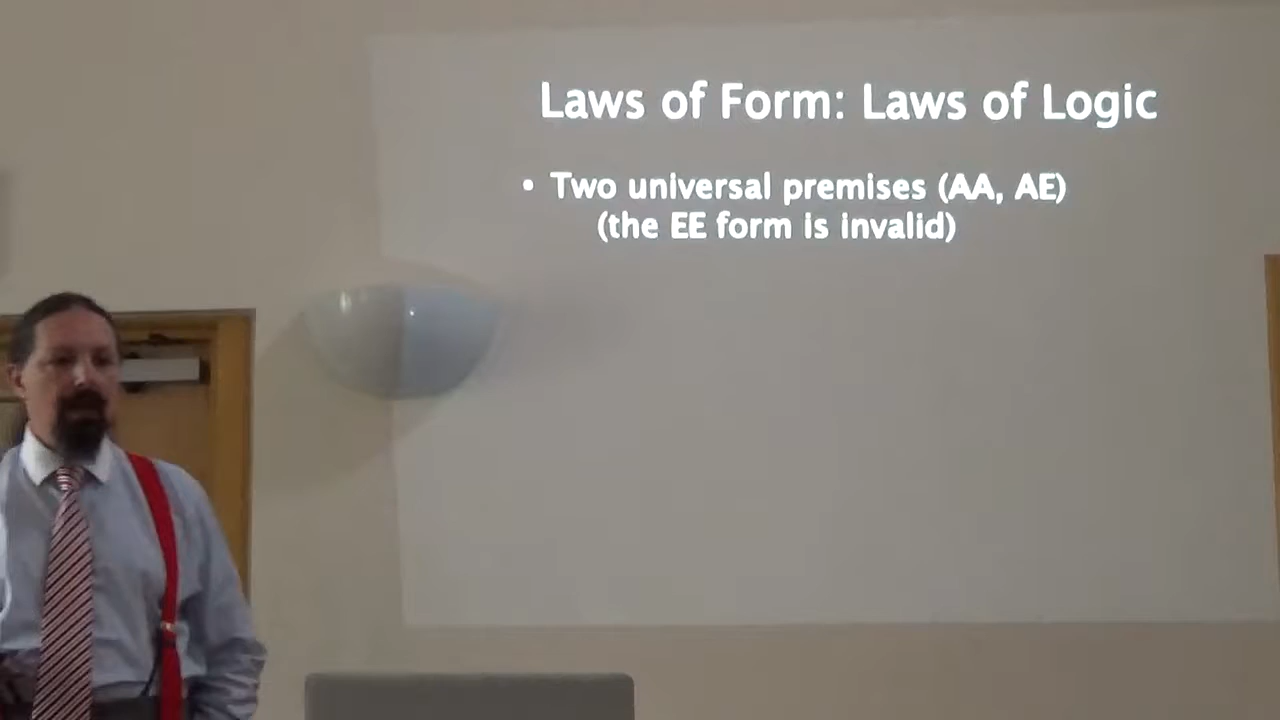 Laws of Form: Laws of Logic
• Two universal premises (AA, AE)
(the EE form is invalid)